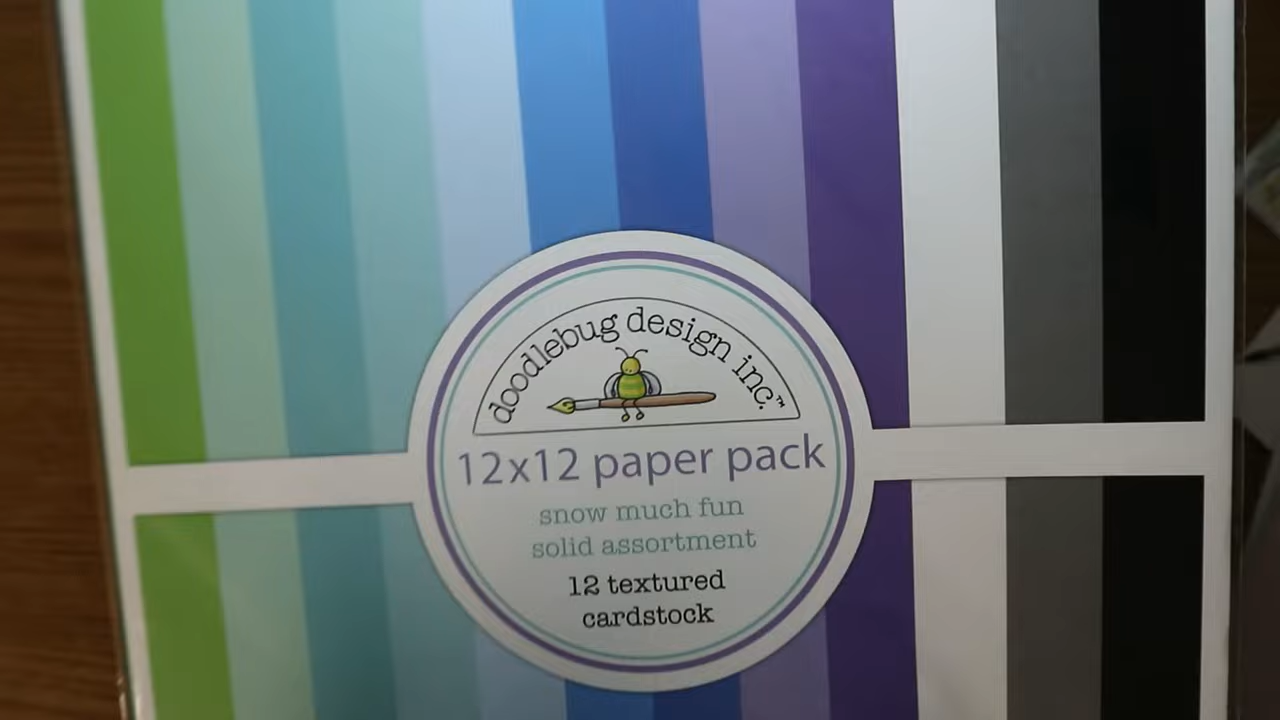 doodlebug design inc.™
12x12 paper pack
snow much fun
solid assortment
12 textured
cardstock